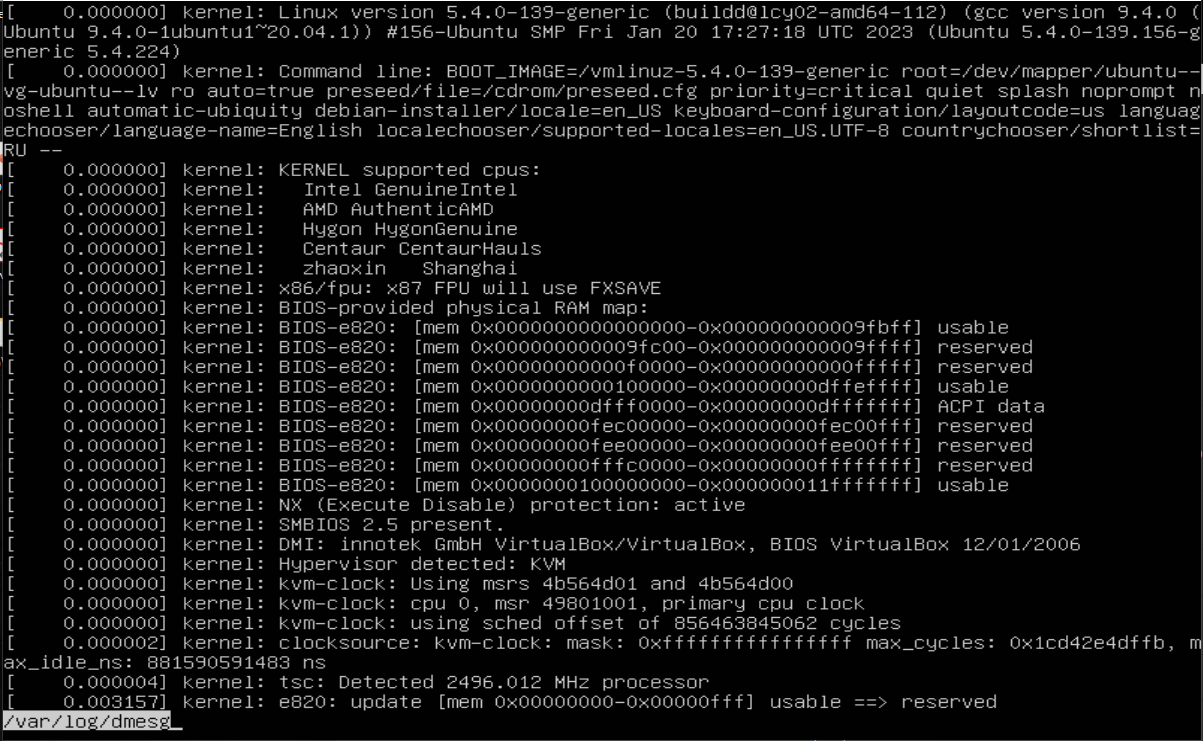 [    0.000000] kernel: Linux version 5.4.0-139-generic (buildd@lcy02-amd64-112) (gcc version 9.4.0 (
Ubuntu 9.4.0-1ubuntu1~20.04.1)) #156-Ubuntu SMP Fri Jan 20 17:27:18 UTC 2023 (Ubuntu 5.4.0-139.156-g
eneric 5.4.224)
[    0.000000] kernel: Command line: BOOT_IMAGE=/vmlinuz-5.4.0-139-generic root=/dev/mapper/ubuntu--
vg-ubuntu--lv ro auto=true preseed/file=/cdrom/preseed.cfg priority=critical quiet splash noprompt n
oshell automatic-ubiquity debian-installer/locale=en_US keyboard-configuration/layoutcode=us languag
echooser/language-name=English localechooser/supported-locales=en_US.UTF-8 countrychooser/shortlist=
RU --
[    0.000000] kernel: KERNEL supported cpus:
[    0.000000] kernel:   Intel GenuineIntel
[    0.000000] kernel:   AMD AuthenticAMD
[    0.000000] kernel:   Hygon HygonGenuine
[    0.000000] kernel:   Centaur CentaurHauls
[    0.000000] kernel:   zhaoxin   Shanghai
[    0.000000] kernel: x86/fpu: x87 FPU will use FXSAVE
[    0.000000] kernel: BIOS-provided physical RAM map:
[    0.000000] kernel: BIOS-e820: [mem 0x0000000000000000-0x000000000009fbff] usable
[    0.000000] kernel: BIOS-e820: [mem 0x000000000009fc00-0x000000000009ffff] reserved
[    0.000000] kernel: BIOS-e820: [mem 0x00000000000f0000-0x00000000000fffff] reserved
[    0.000000] kernel: BIOS-e820: [mem 0x0000000000100000-0x00000000dffeffff] usable
[    0.000000] kernel: BIOS-e820: [mem 0x00000000dfff0000-0x00000000dfffffff] ACPI data
[    0.000000] kernel: BIOS-e820: [mem 0x00000000fec00000-0x00000000fec00fff] reserved
[    0.000000] kernel: BIOS-e820: [mem 0x00000000fee00000-0x00000000fee00fff] reserved
[    0.000000] kernel: BIOS-e820: [mem 0x00000000fffc0000-0x00000000ffffffff] reserved
[    0.000000] kernel: BIOS-e820: [mem 0x0000000100000000-0x000000011fffffff] usable
[    0.000000] kernel: NX (Execute Disable) protection: active
[    0.000000] kernel: SMBIOS 2.5 present.
[    0.000000] kernel: DMI: innotek GmbH VirtualBox/VirtualBox, BIOS VirtualBox 12/01/2006
[    0.000000] kernel: Hypervisor detected: KVM
[    0.000000] kernel: kvm-clock: Using msrs 4b564d01 and 4b564d00
[    0.000000] kernel: kvm-clock: cpu 0, msr 49801001, primary cpu clock
[    0.000000] kernel: kvm-clock: using sched offset of 856463845062 cycles
[    0.000002] kernel: clocksource: kvm-clock: mask: 0xffffffffffffffff max_cycles: 0x1cd42e4dffb, m
ax_idle_ns: 881590591483 ns
[    0.000004] kernel: tsc: Detected 2496.012 MHz processor
[    0.003157] kernel: e820: update [mem 0x00000000-0x00000fff] usable ==> reserved
/var/log/dmesg